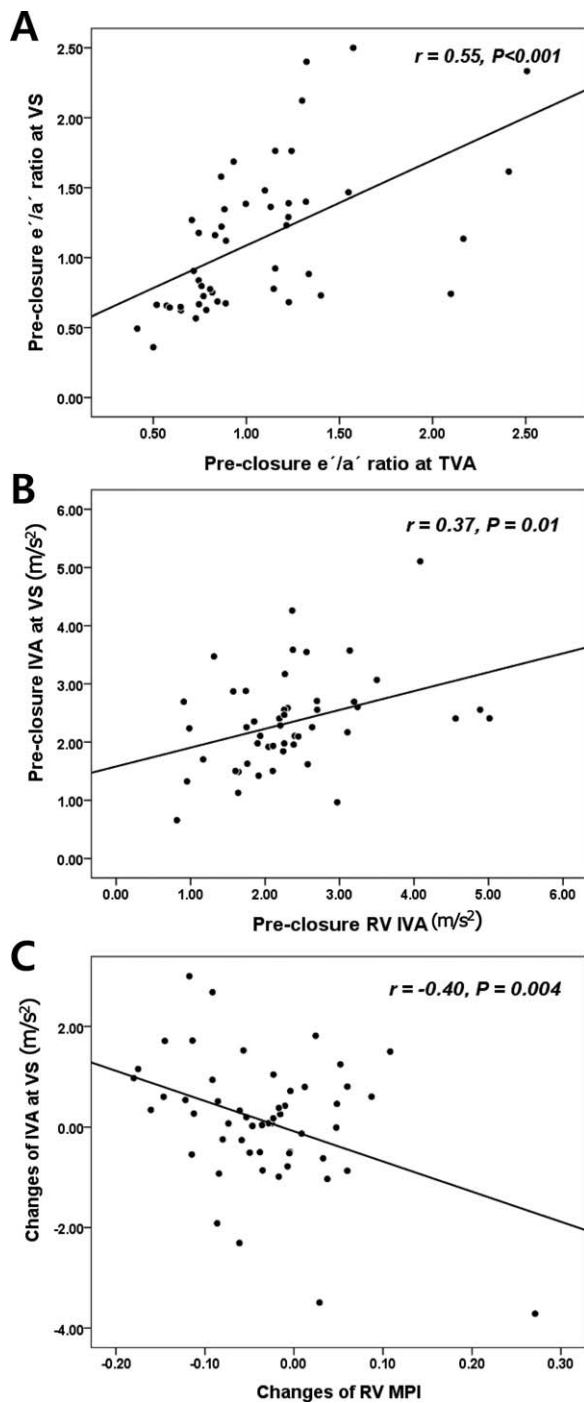 A
r = 0.55, P<0.001
Pre-closure e´/a´ ratio at VS
2.50
2.00
1.50
1.00
0.50
0.00
0.50
1.00
1.50
2.00
2.50
Pre-closure e´/a´ ratio at TVA
B
r = 0.37, P = 0.01
Pre-closure IVA at VS (m/s²)
6.00
5.00
4.00
3.00
2.00
1.00
0.00
0.00
1.00
2.00
3.00
4.00
5.00
6.00
Pre-closure RV IVA (m/s²)
C
r = -0.40, P = 0.004
Changes of IVA at VS (m/s²)
2.00
0.00
-2.00
-4.00
-0.20
-0.10
0.00
0.10
0.20
0.30
Changes of RV MPI